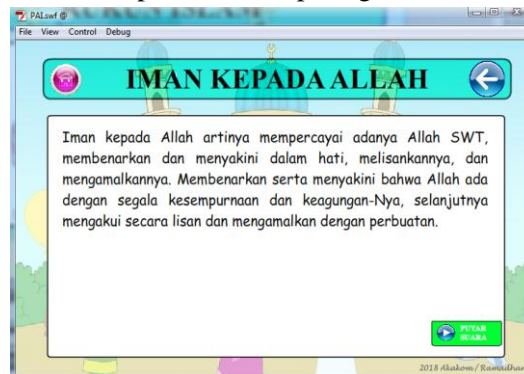 PALswf @
File View Control Debug
IMAN KEPADA ALLAH
Iman kepada Allah artinya mempercayai adanya Allah SWT,
membenarkan dan menyakini dalam hati, melisankannya, dan
mengamalkannya. Membenarkan serta menyakini bahwa Allah ada
dengan segala kesempurnaan dan keagungan-Nya, selanjutnya
mengakui secara lisan dan mengamalkan dengan perbuatan.
PUTAR
SUARA
2018 Akakom / Ramadhan